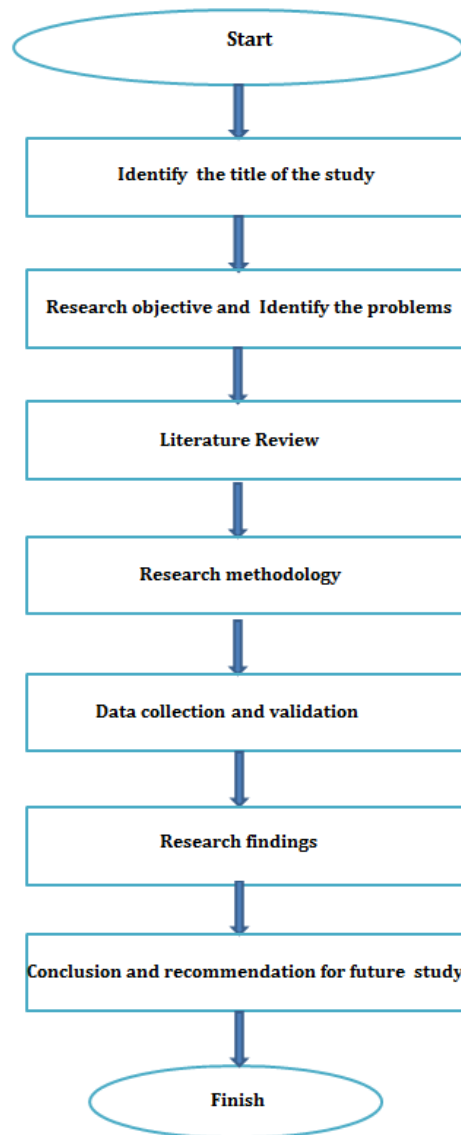 Start
Identify the title of the study
Research objective and Identify the problems
Literature Review
Research methodology
Data collection and validation
Research findings
Conclusion and recommendation for future study
Finish